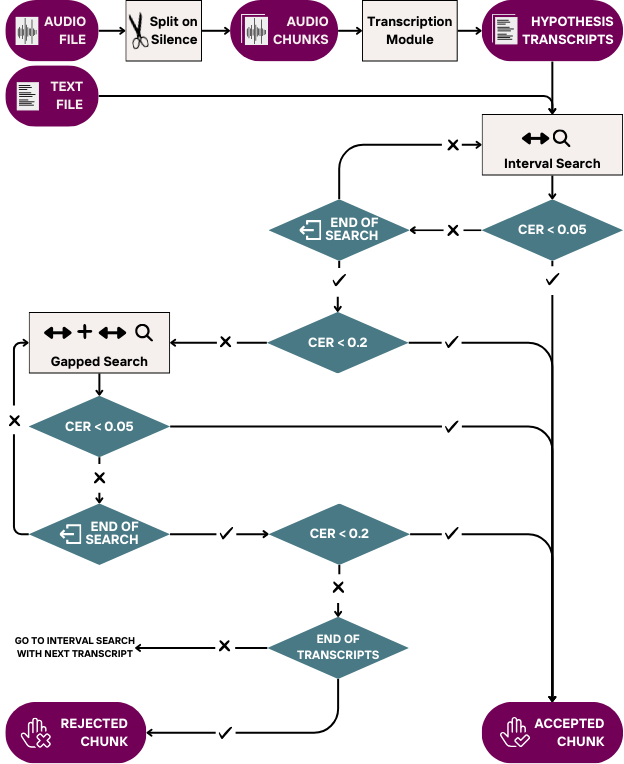 AUDIO
FILE
Split on
Silence
AUDIO
CHUNKS
Transcription
Module
HYPOTHESIS
TRANSCRIPTS
TEXT
FILE
Interval Search
END OF
SEARCH
CER < 0.05
CER < 0.2
Gapped Search
CER < 0.05
END OF
SEARCH
CER < 0.2
END OF
TRANSCRIPTS
GO TO INTERVAL SEARCH
WITH NEXT TRANSCRIPT
REJECTED
CHUNK
ACCEPTED
CHUNK